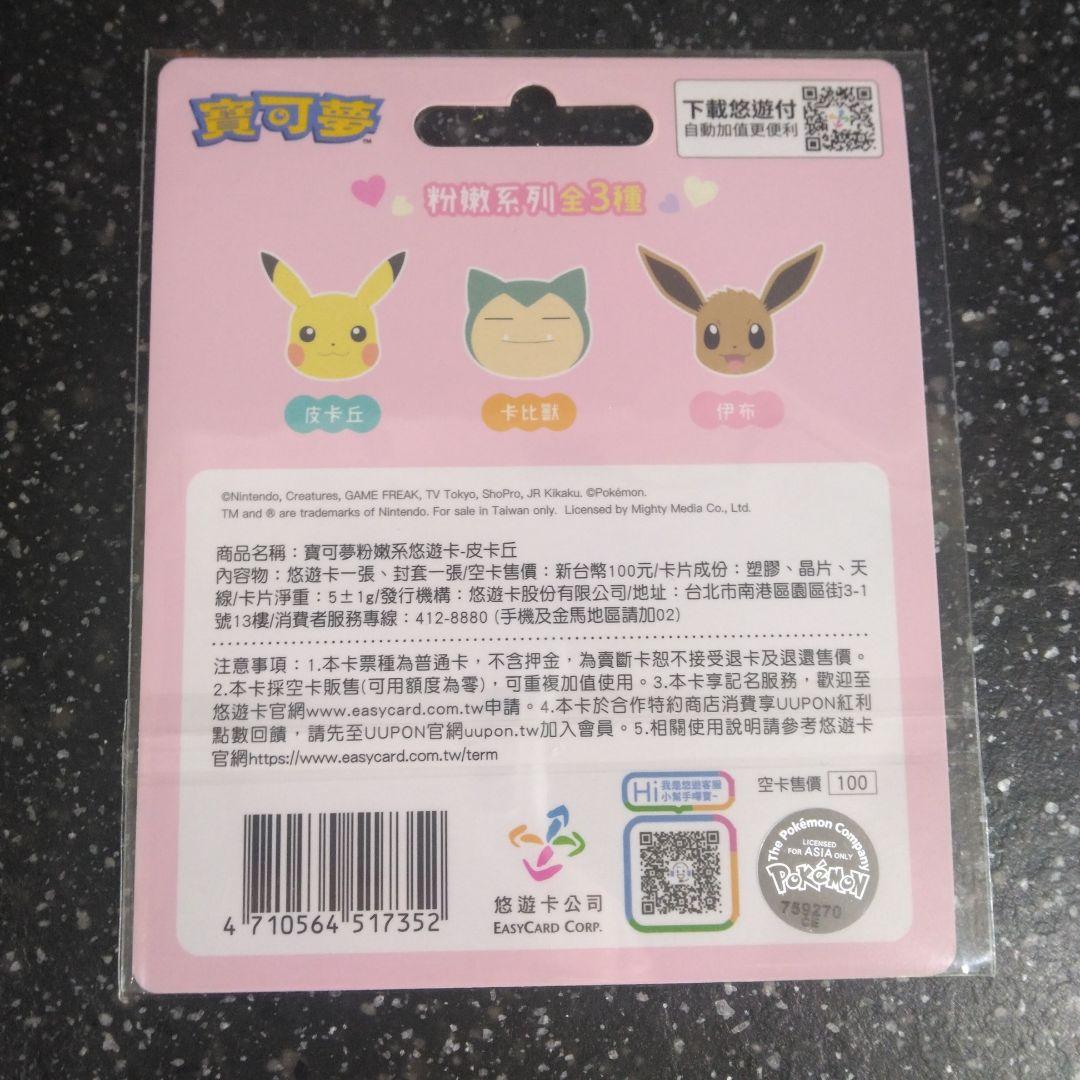 寶可夢™
下載悠遊付
自動加值更便利
粉嫩系列全3種
皮卡丘
卡比獸
伊布
©Nintendo, Creatures, GAME FREAK, TV Tokyo, ShoPro, JR Kikaku. ©Pokémon.
TM and ® are trademarks of Nintendo. For sale in Taiwan only. Licensed by Mighty Media Co., Ltd.
商品名稱：寶可夢粉嫩系悠遊卡-皮卡丘
內容物：悠遊卡一張、封套一張/空卡售價：新台幣100元/卡片成份：塑膠、晶片、天
線/卡片淨重：5±1g/發行機構：悠遊卡股份有限公司/地址：台北市南港區園區街3-1
號13樓/消費者服務專線：412-8880 (手機及金馬地區請加02)
注意事項：1.本卡票種為普通卡，不含押金，為賣斷卡恕不接受退卡及退還售價。
2.本卡採空卡販售(可用額度為零)，可重複加值使用。3.本卡享記名服務，歡迎至
悠遊卡官網www.easycard.com.tw申請。4.本卡於合作特約商店消費享UUPON紅利
點數回饋，請先至UUPON官網uupon.tw加入會員。5.相關使用說明請參考悠遊卡
官網https://www.easycard.com.tw/term
Hi 我是悠遊客服
小幫手嗶寶~
空卡售價 100
4 710564 517352
悠遊卡公司
EASYCARD CORP.
The Pokémon Company
LICENSED
FOR ASIA ONLY
POKéMON
759270
CE